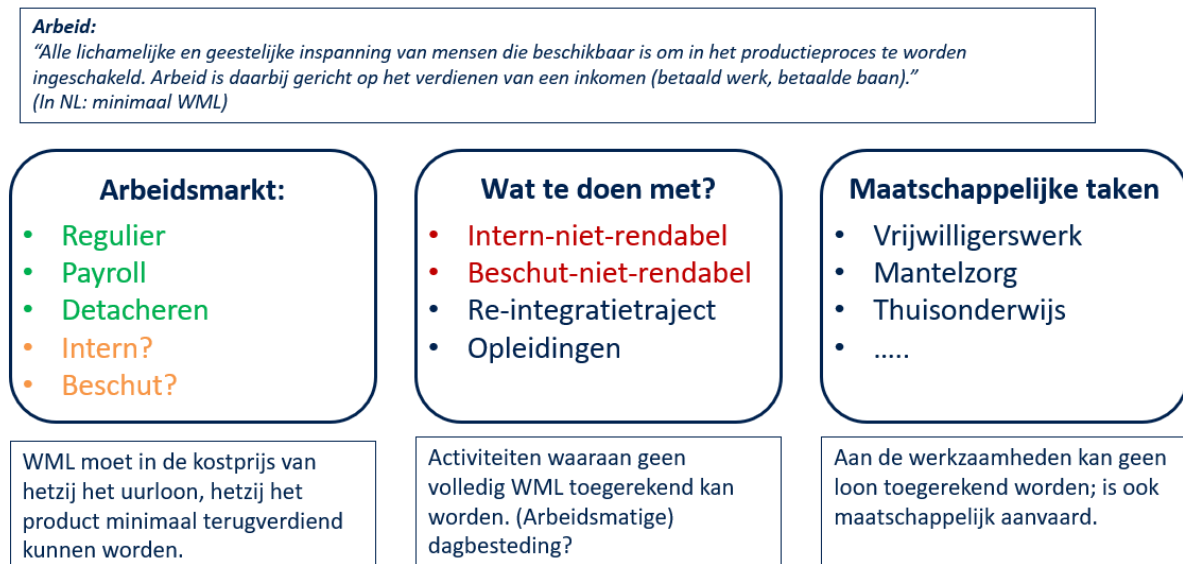 Arbeid:
“Alle lichamelijke en geestelijke inspanning van mensen die beschikbaar is om in het productieproces te worden
ingeschakeld. Arbeid is daarbij gericht op het verdienen van een inkomen (betaald werk, betaalde baan).”
(In NL: minimaal WML)
Arbeidsmarkt:
• Regulier
• Payroll
• Detacheren
• Intern?
• Beschut?
WML moet in de kostprijs van
hetzij het uurloon, hetzij het
product minimaal terugverdiend
kunnen worden.
Wat te doen met?
• Intern-niet-rendabel
• Beschut-niet-rendabel
• Re-integratietraject
• Opleidingen
Activiteiten waaraan geen
volledig WML toegerekend kan
worden. (Arbeidsmatige)
dagbesteding?
Maatschappelijke taken
• Vrijwilligerswerk
• Mantelzorg
• Thuisonderwijs
• .....
Aan de werkzaamheden kan geen
loon toegerekend worden; is ook
maatschappelijk aanvaard.